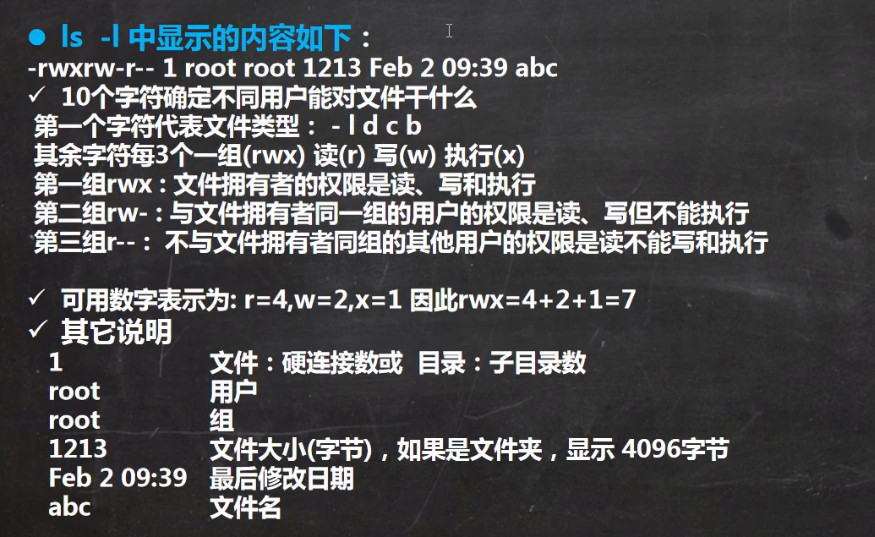 ● ls -l 中显示的内容如下：
-rwxrw-r-- 1 root root 1213 Feb 2 09:39 abc
✓ 10个字符确定不同用户能对文件干什么
第一个字符代表文件类型： - l d c b
其余字符每3个一组(rwx) 读(r) 写(w) 执行(x)
第一组rwx : 文件拥有者的权限是读、写和执行
第二组rw- : 与文件拥有者同一组的用户的权限是读、写但不能执行
第三组r-- : 不与文件拥有者同组的其他用户的权限是读不能写和执行
✓ 可用数字表示为: r=4,w=2,x=1 因此rwx=4+2+1=7
✓ 其它说明
1 文件：硬连接数或 目录：子目录数
root 用户
root 组
1213 文件大小(字节)，如果是文件夹，显示 4096字节
Feb 2 09:39 最后修改日期
abc 文件名